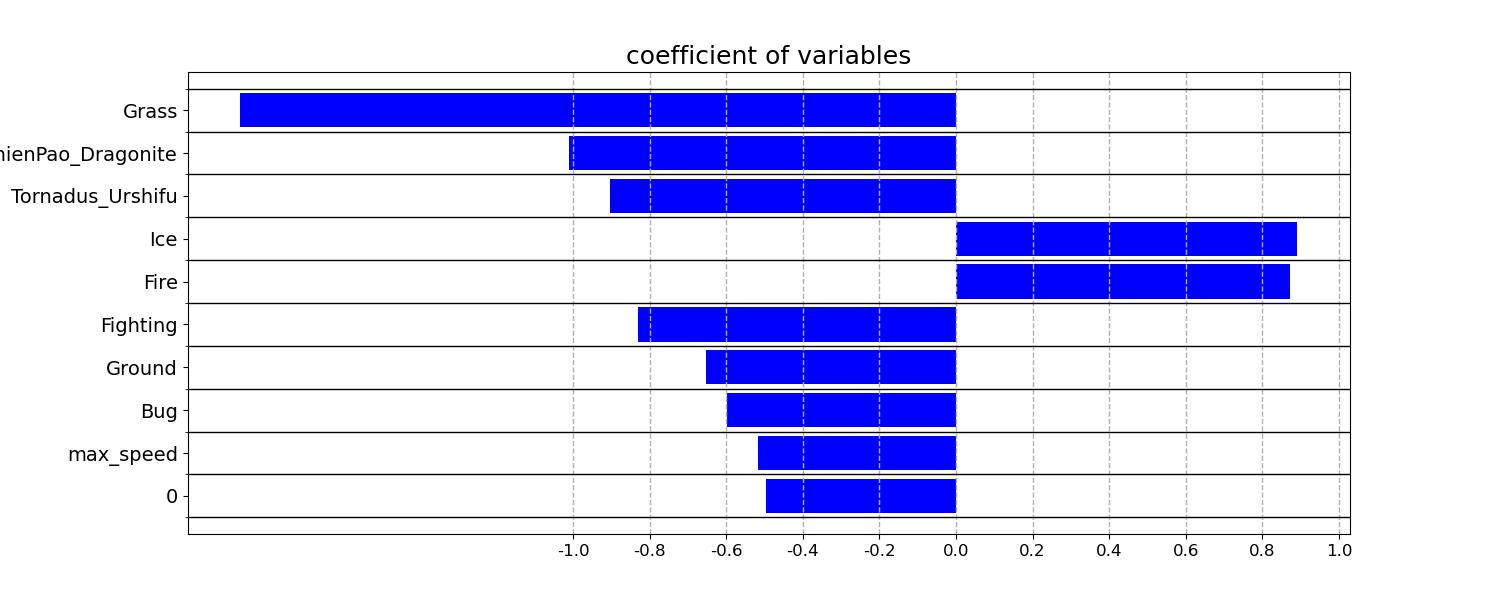 coefficient of variables
Grass
nienPao_Dragonite
Tornadus_Urshifu
Ice
Fire
Fighting
Ground
Bug
max_speed
0
-1.0 -0.8 -0.6 -0.4 -0.2 0.0 0.2 0.4 0.6 0.8 1.0